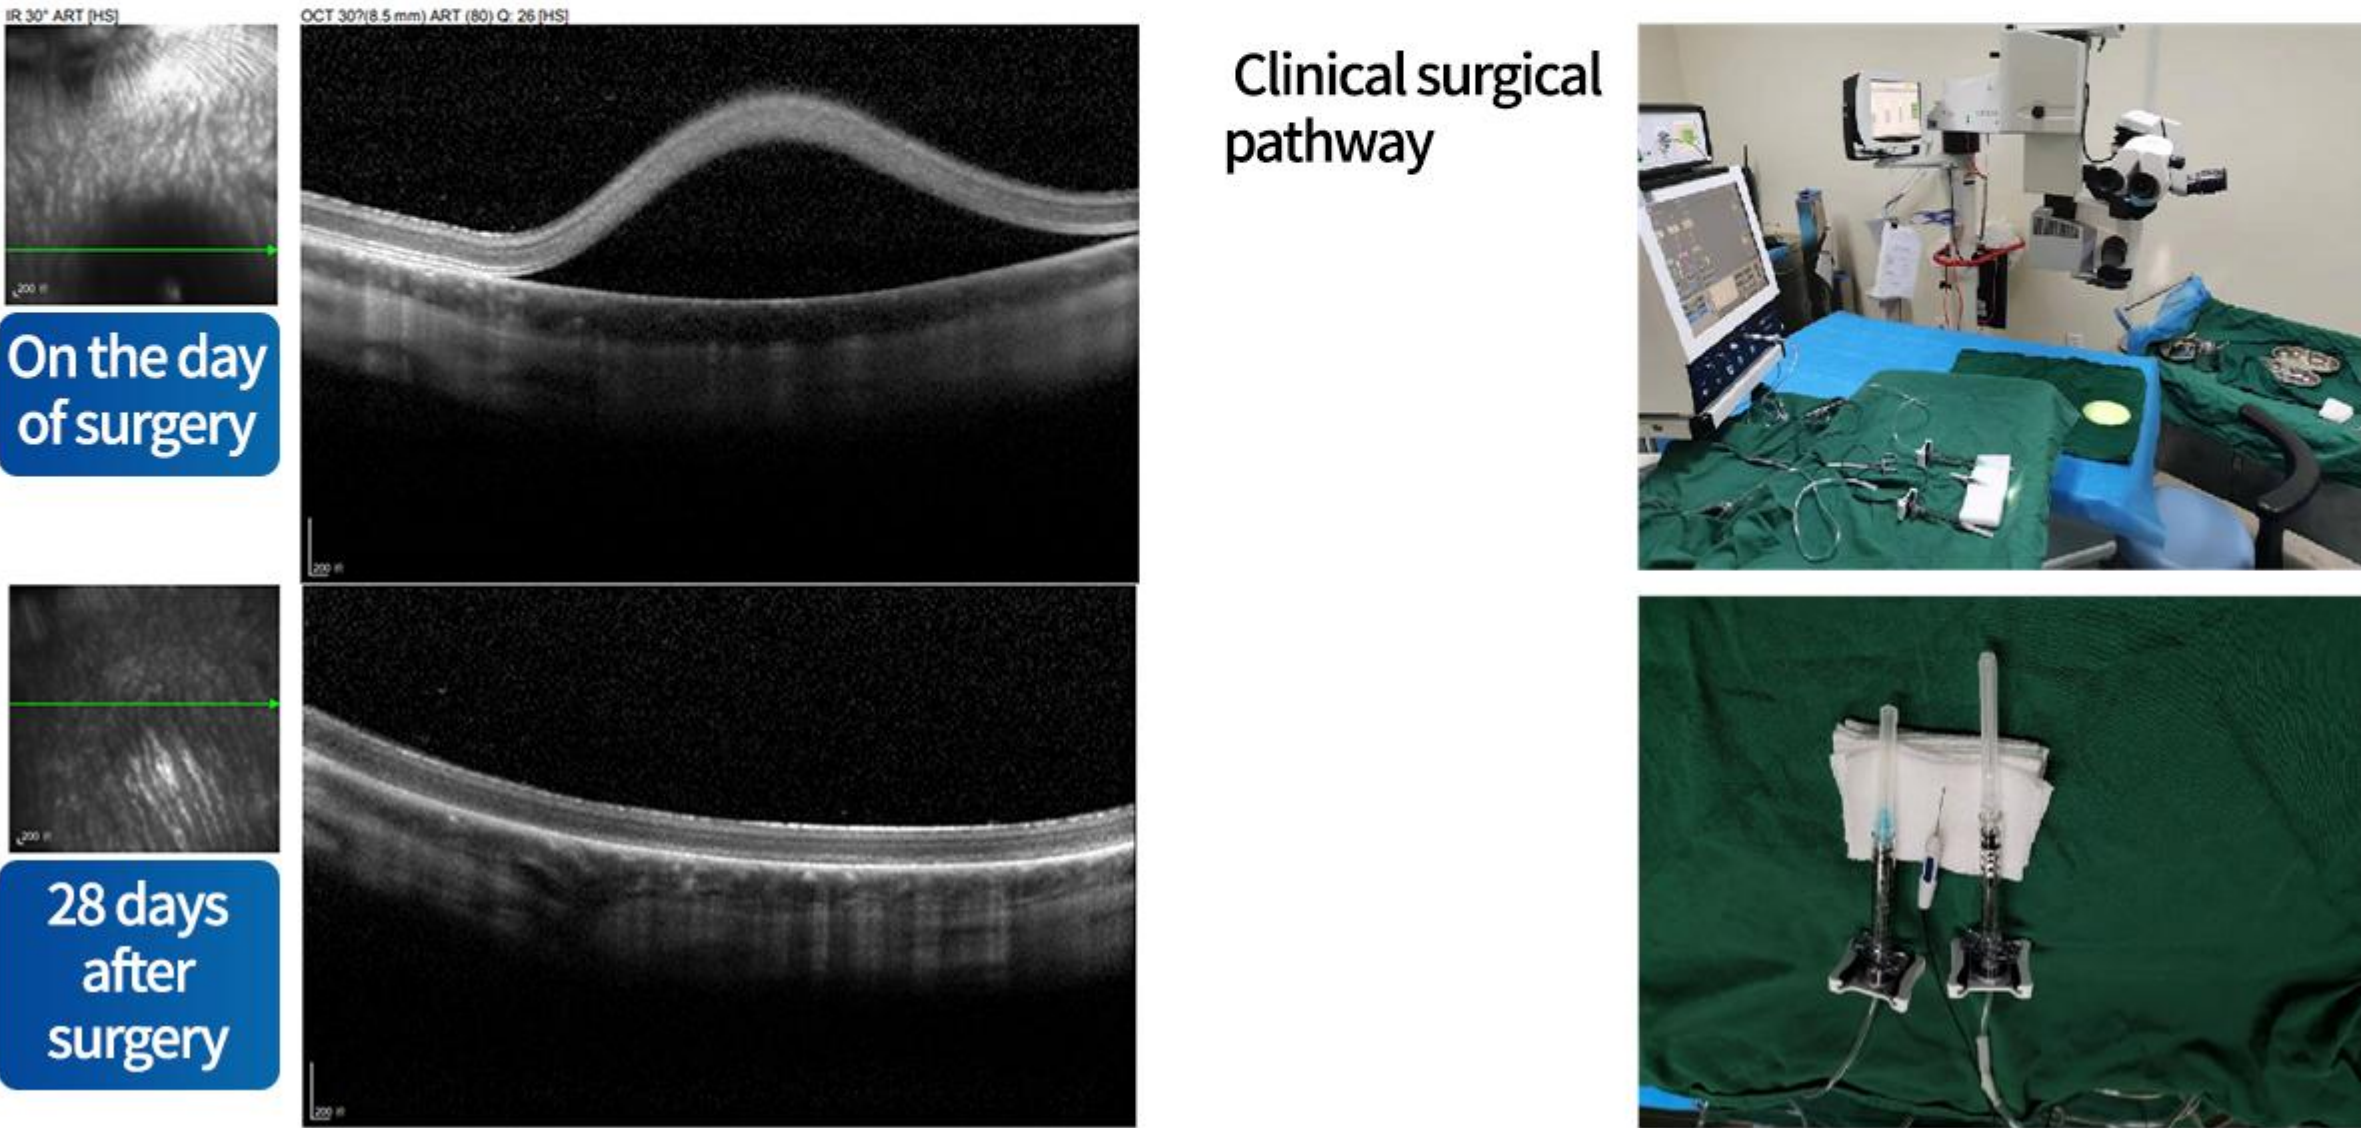 IR 30° ART [HS]
OCT 30?(8.5 mm) ART (80) Q: 26 [HS]
200
200
On the day
of surgery
Clinical surgical
pathway
200
200
28 days
after
surgery